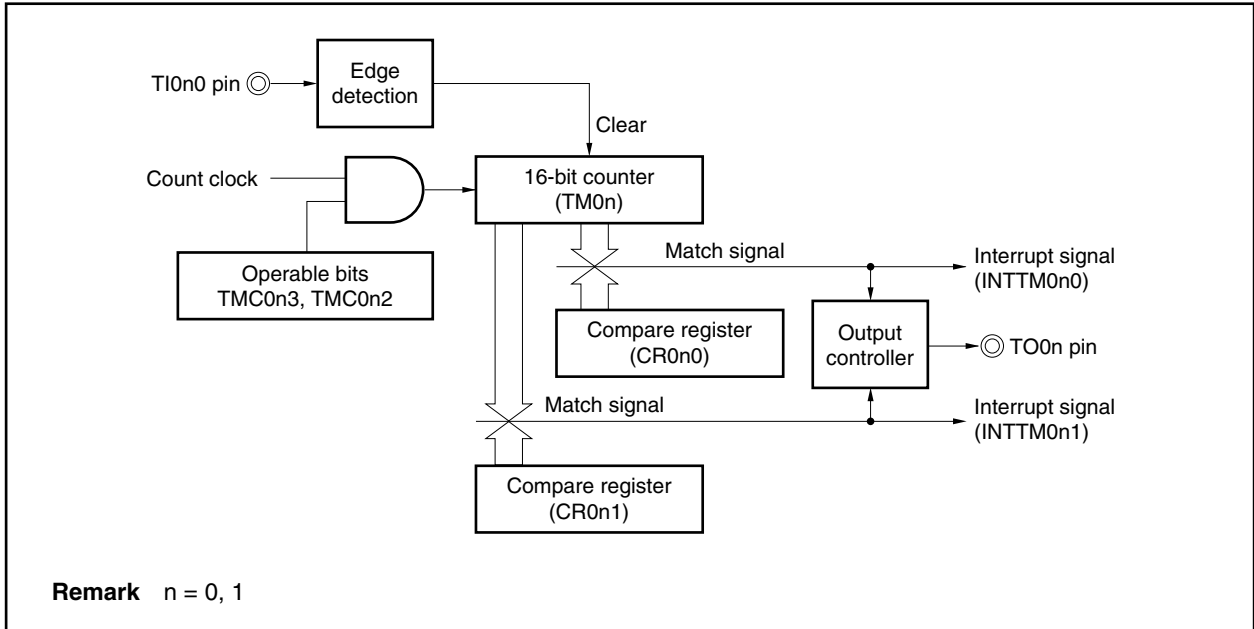 TI0n0 pin
Edge
detection
Clear
Count clock
16-bit counter
(TM0n)
Operable bits
TMC0n3, TMC0n2
Match signal
Interrupt signal
(INTTM0n0)
Compare register
(CR0n0)
Output
controller
TO0n pin
Match signal
Interrupt signal
(INTTM0n1)
Compare register
(CR0n1)
Remark n = 0, 1